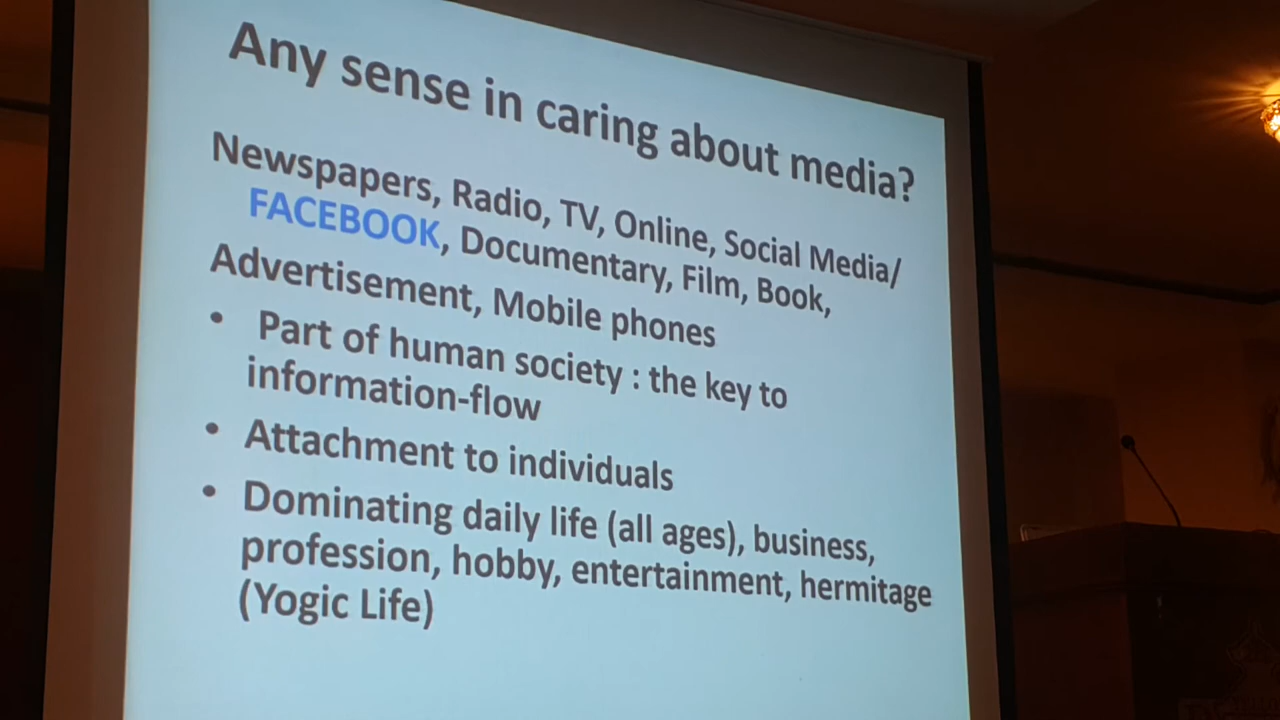 Any sense in caring about media?
Newspapers, Radio, TV, Online, Social Media/
FACEBOOK, Documentary, Film, Book,
Advertisement, Mobile phones
• Part of human society : the key to
information-flow
• Attachment to individuals
• Dominating daily life (all ages), business,
profession, hobby, entertainment, hermitage
(Yogic Life)